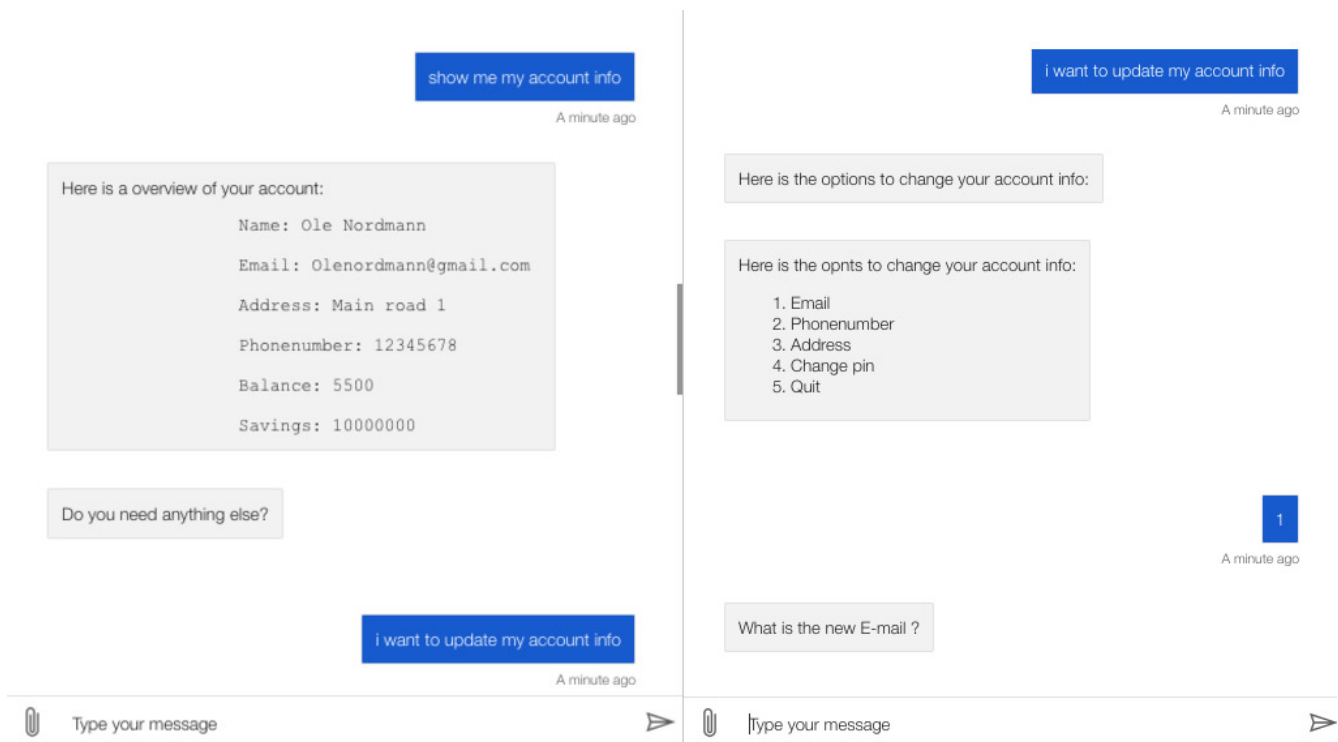 show me my account info
A minute ago
Here is a overview of your account:
Name: Ole Nordmann
Email: Olenordmann@gmail.com
Address: Main road 1
Phonenumber: 12345678
Balance: 5500
Savings: 10000000
Do you need anything else?
i want to update my account info
A minute ago
Type your message
i want to update my account info
A minute ago
Here is the options to change your account info:
Here is the opnts to change your account info:
1. Email
2. Phonenumber
3. Address
4. Change pin
5. Quit
1
A minute ago
What is the new E-mail ?
Type your message